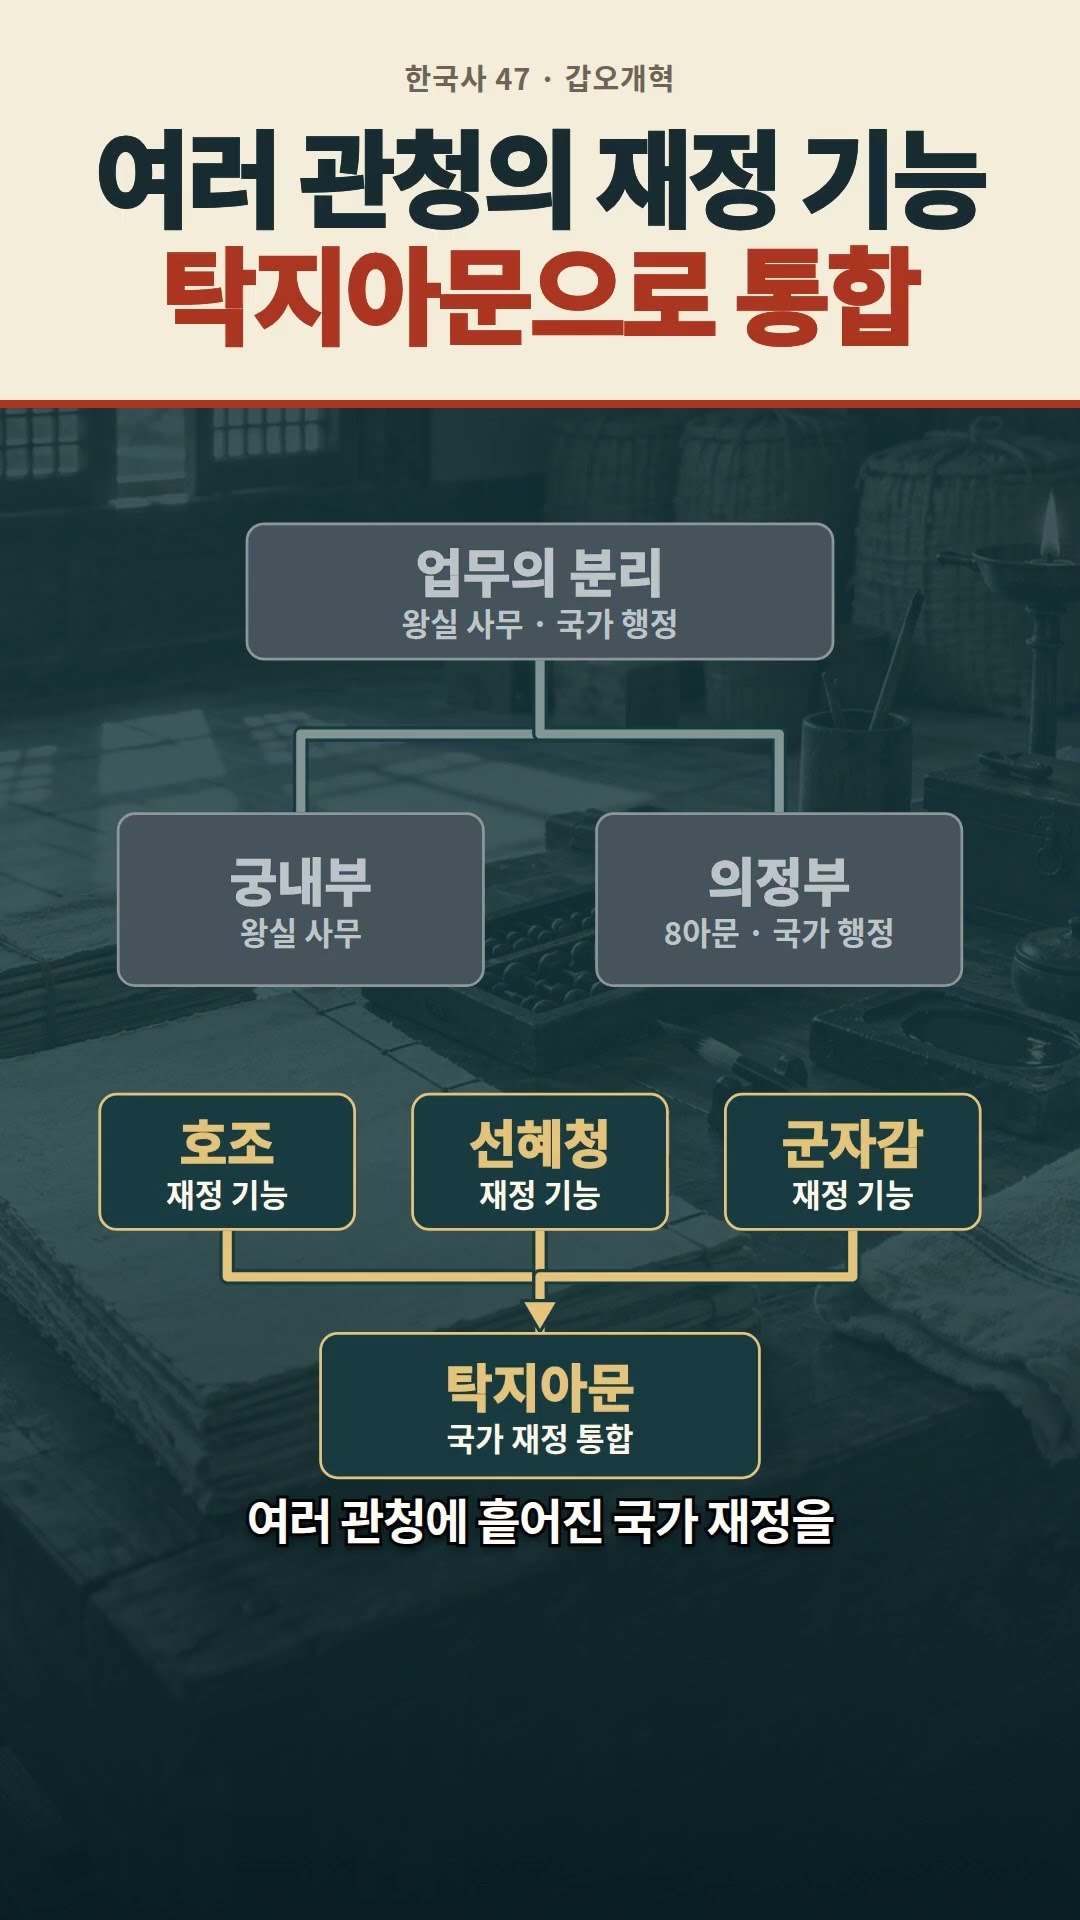 한국사 47 · 갑오개혁
여러 관청의 재정 기능
탁지아문으로 통합
업무의 분리
왕실 사무 · 국가 행정
궁내부
왕실 사무
의정부
8아문 · 국가 행정
호조
재정 기능
선혜청
재정 기능
군자감
재정 기능
탁지아문
국가 재정 통합
여러 관청에 흩어진 국가 재정을